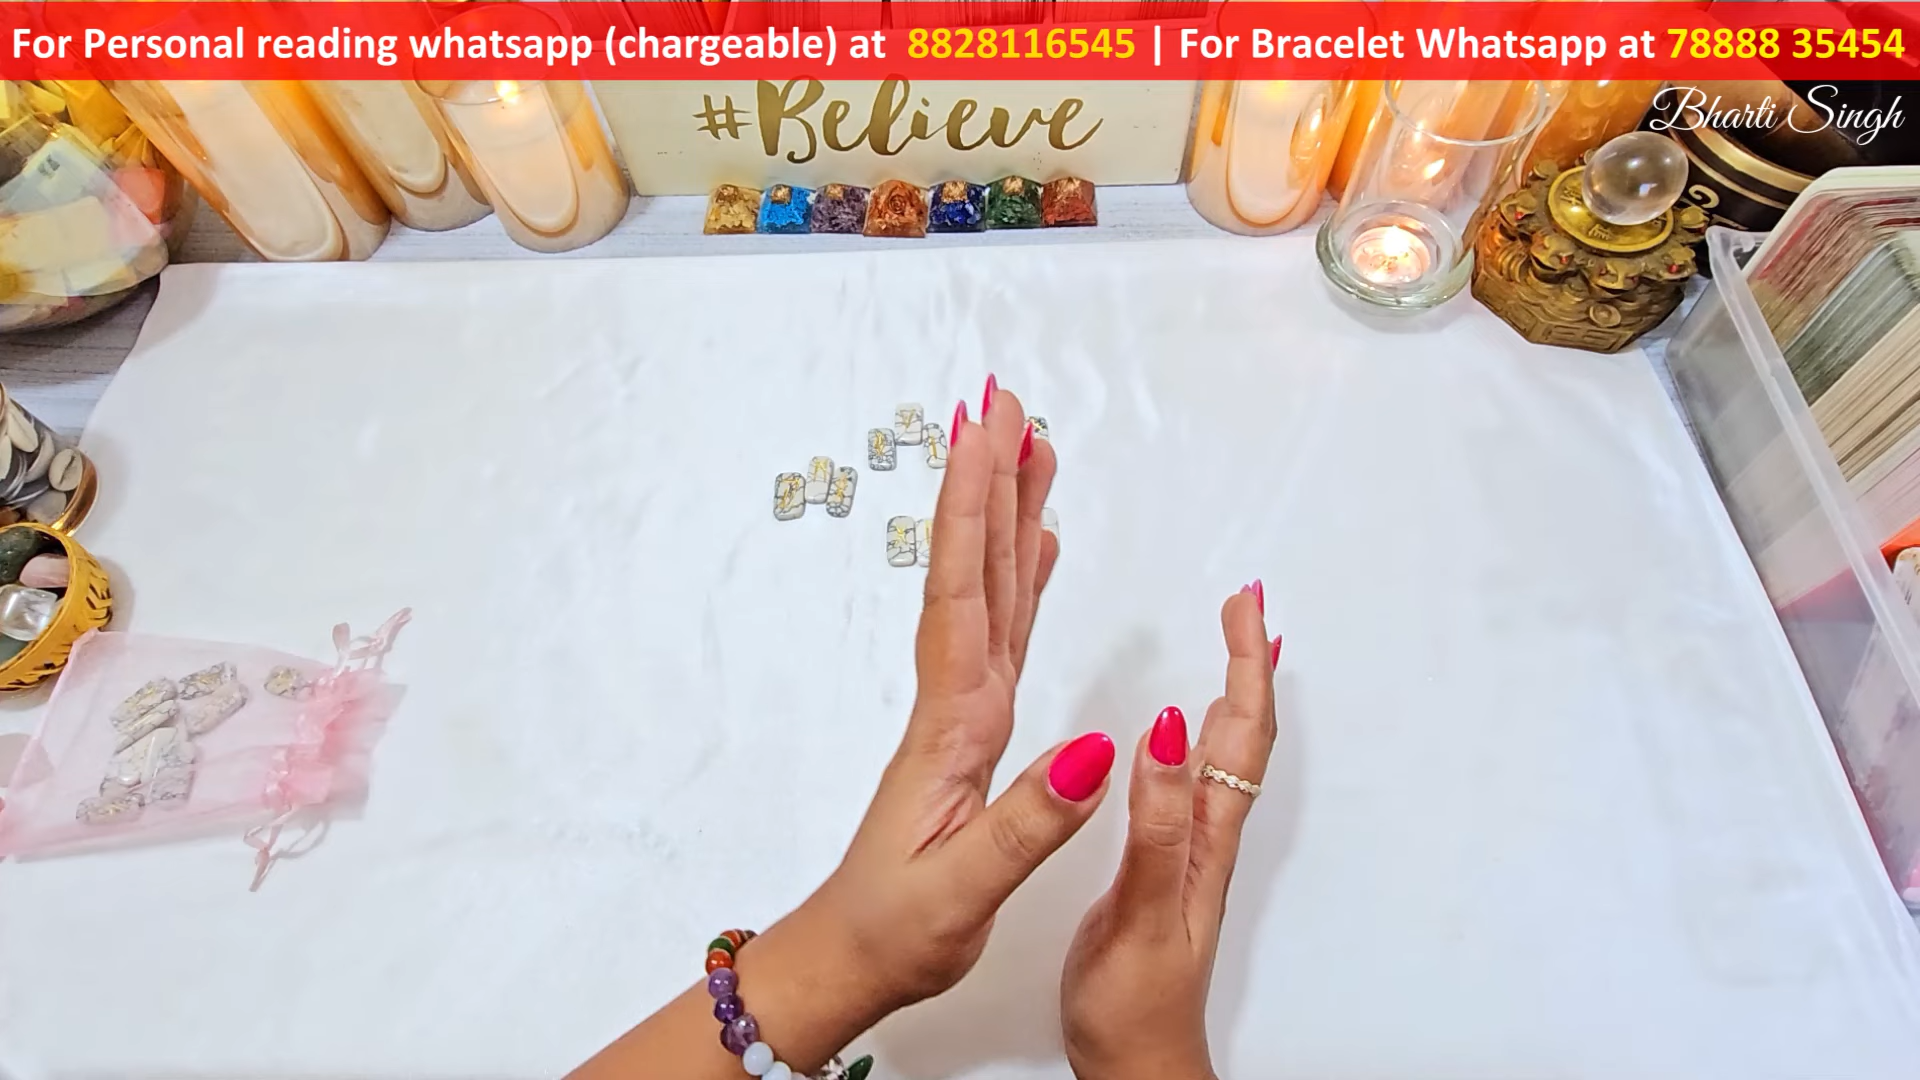 For Personal reading whatsapp (chargeable) at 8828116545 | For Bracelet Whatsapp at 78888 35454
#Believe
Bharti Singh